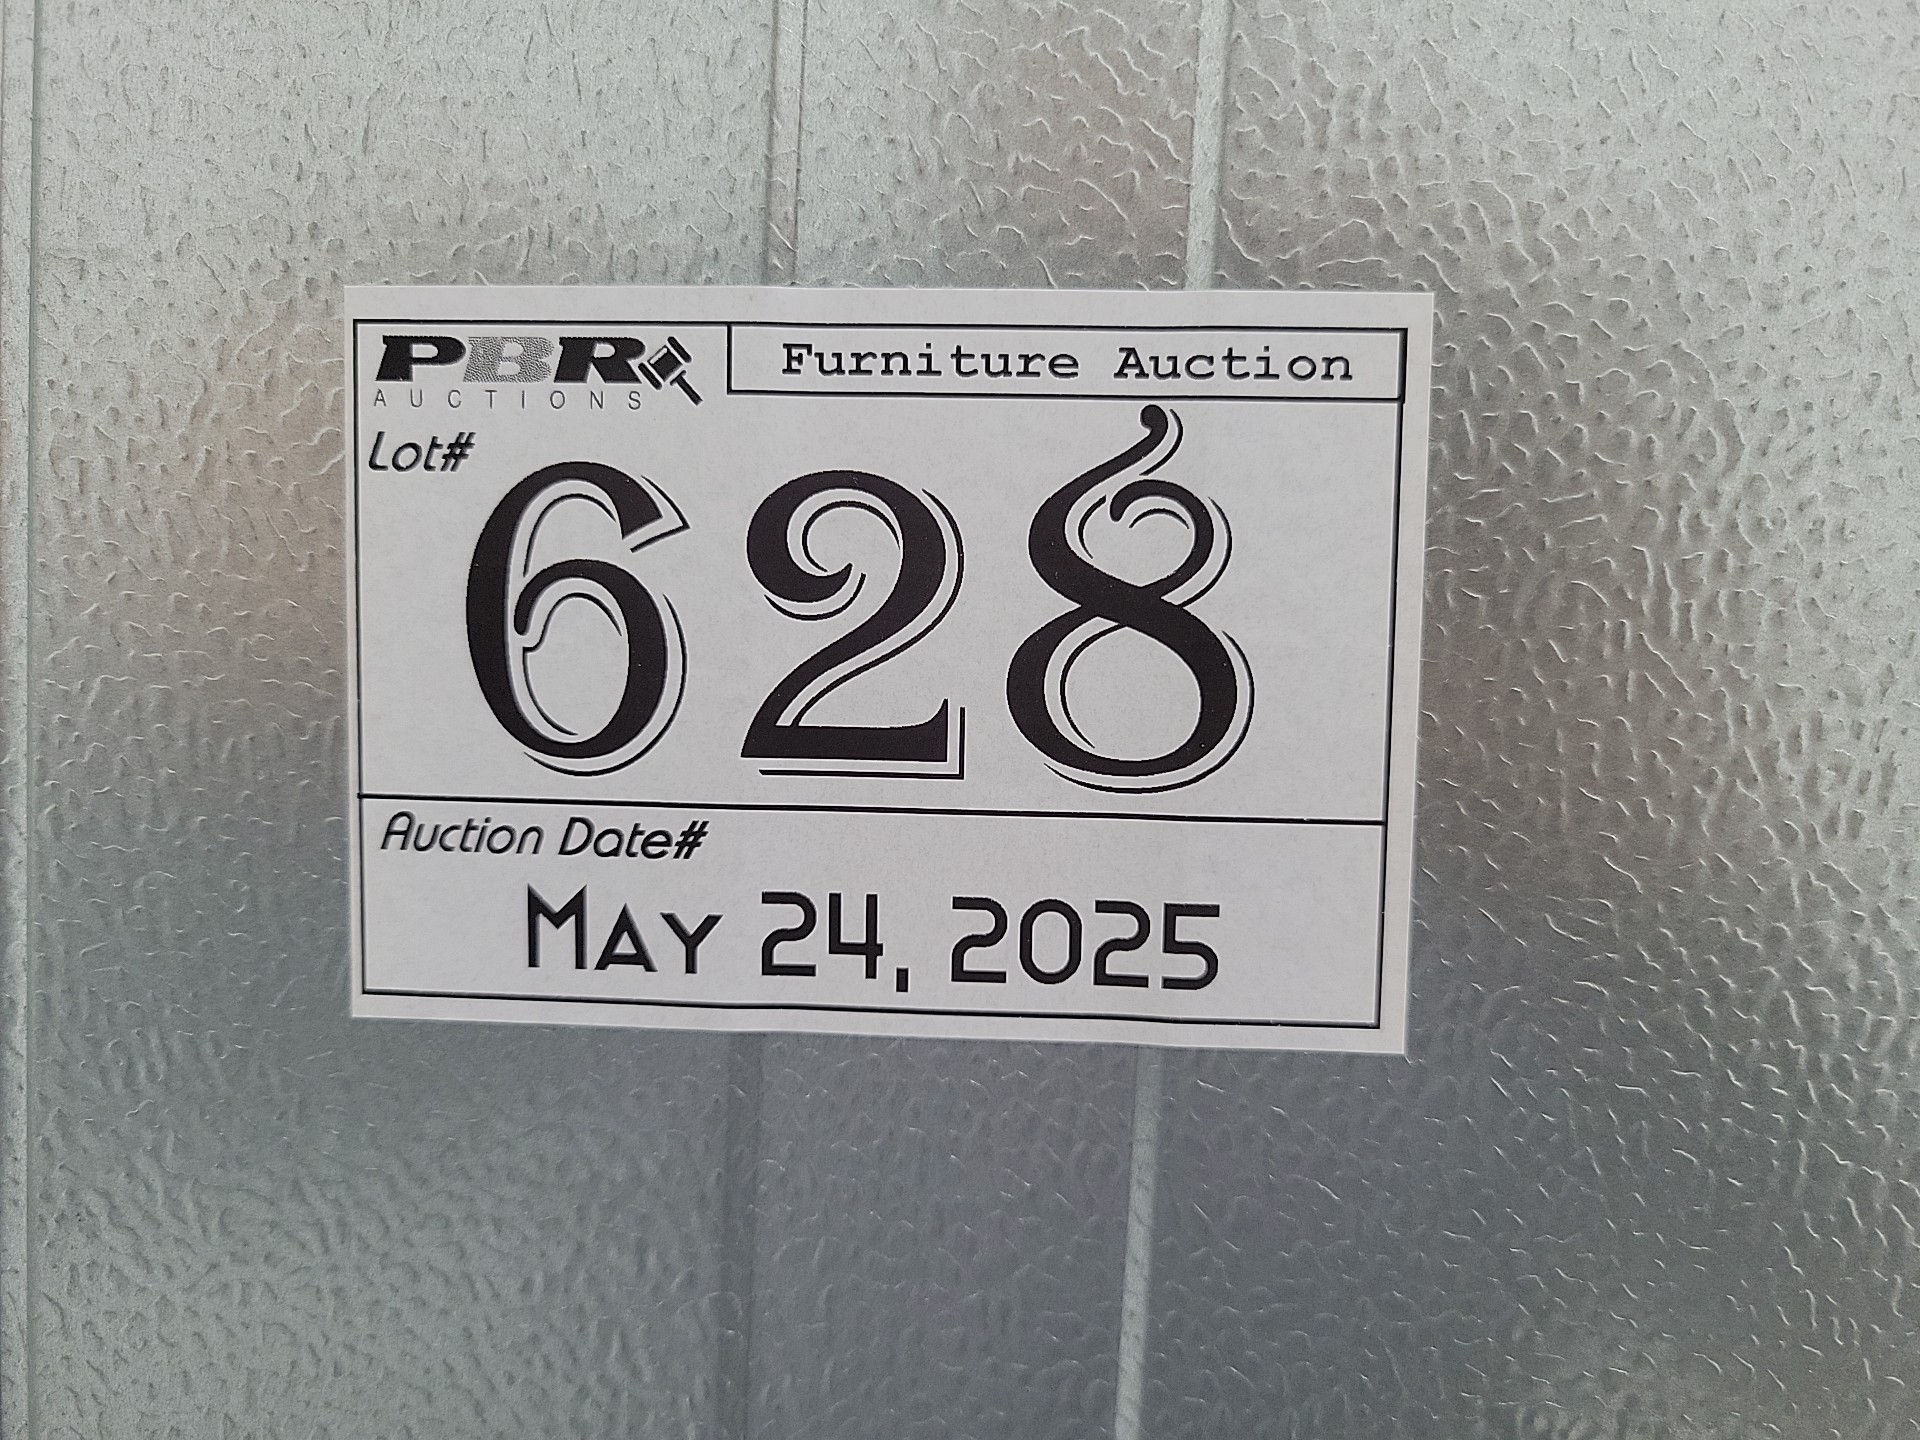 PBR
AUCTIONS
Furniture Auction
Lot#
628
Auction Date#
May 24, 2025